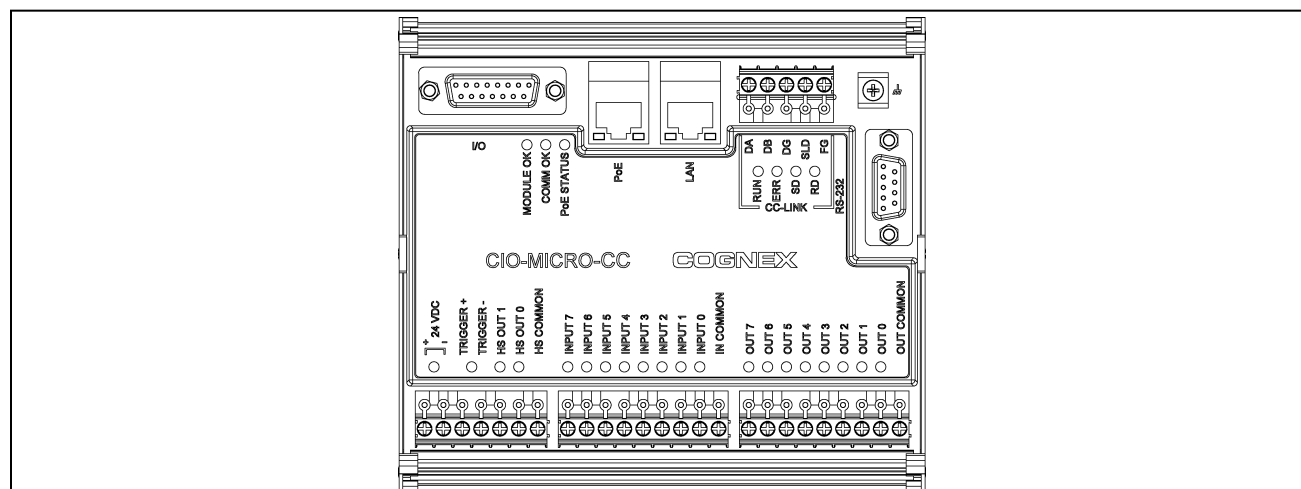 I/O
MODULE OK
COMM OK
PoE STATUS
PoE
LAN
DA
DB
DG
SLD
FG
RUN
ERR
SD
RD
CC-LINK
RS-232
CIO-MICRO-CC
COGNEX
+
-
24 VDC
TRIGGER +
TRIGGER -
HS OUT 1
HS OUT 0
HS COMMON
INPUT 7
INPUT 6
INPUT 5
INPUT 4
INPUT 3
INPUT 2
INPUT 1
INPUT 0
IN COMMON
OUT 7
OUT 6
OUT 5
OUT 4
OUT 3
OUT 2
OUT 1
OUT 0
OUT COMMON